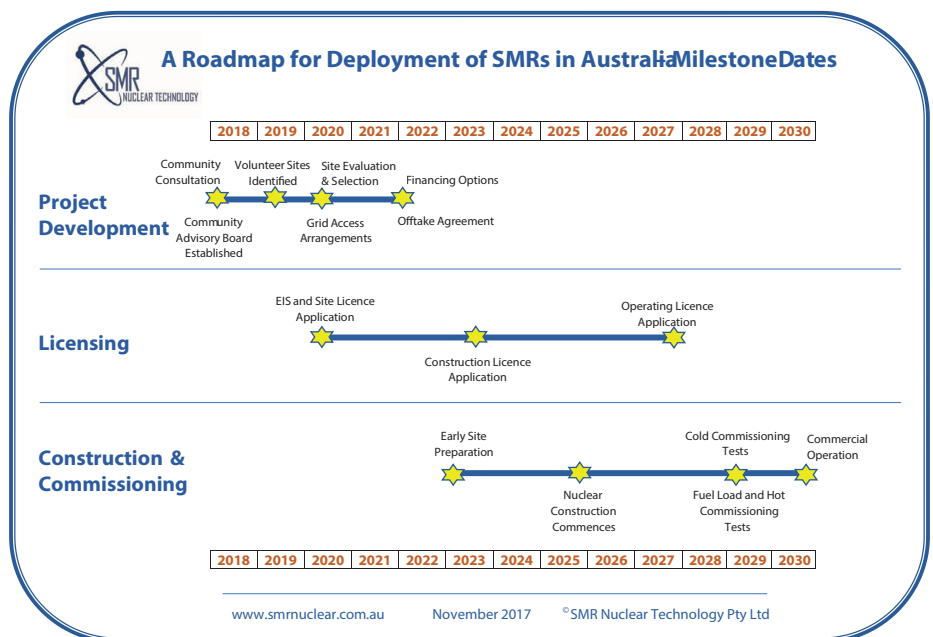 A Roadmap for Deployment of SMRs in Australia-MilestoneDates
SMR
NUCLEAR TECHNOLOGY
2018 2019 2020 2021 2022 2023 2024 2025 2026 2027 2028 2029 2030
Project
Development
Community
Consultation
Volunteer Sites
Identified
Site Evaluation
& Selection
Financing Options
Community
Advisory Board
Established
Grid Access
Arrangements
Offtake Agreement
Licensing
EIS and Site Licence
Application
Construction Licence
Application
Operating Licence
Application
Construction &
Commissioning
Early Site
Preparation
Nuclear
Construction
Commences
Cold Commissioning
Tests
Fuel Load and Hot
Commissioning
Tests
Commercial
Operation
2018 2019 2020 2021 2022 2023 2024 2025 2026 2027 2028 2029 2030
www.smrnuclear.com.au November 2017 ©SMR Nuclear Technology Pty Ltd